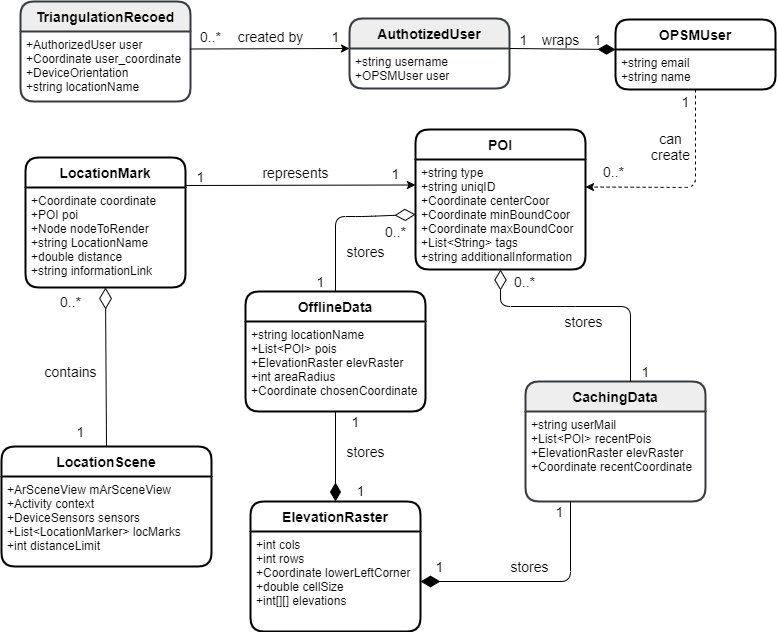 TriangulationRecoed
+AuthorizedUser user
+Coordinate user_coordinate
+DeviceOrientation
+string locationName
0..*
created by
1
AuthotizedUser
+string username
+OPSMUser user
1
wraps
1
OPSMUser
+string email
+string name
1
can
create
0..*
LocationMark
+Coordinate coordinate
+POI poi
+Node nodeToRender
+string LocationName
+double distance
+string informationLink
1
represents
1
POI
+string type
+string uniqID
+Coordinate centerCoor
+Coordinate minBoundCoor
+Coordinate maxBoundCoor
+List<String> tags
+string additionalInformation
0..*
stores
1
0..*
stores
1
0..*
contains
1
OfflineData
+string locationName
+List<POI> pois
+ElevationRaster elevRaster
+int areaRadius
+Coordinate chosenCoordinate
CachingData
+string userMail
+List<POI> recentPois
+ElevationRaster elevRaster
+Coordinate recentCoordinate
LocationScene
+ArSceneView mArSceneView
+Activity context
+DeviceSensors sensors
+List<LocationMarker> locMarks
+int distanceLimit
1
stores
1
ElevationRaster
+int cols
+int rows
+Coordinate lowerLeftCorner
+double cellSize
+int[][] elevations
1
stores
1